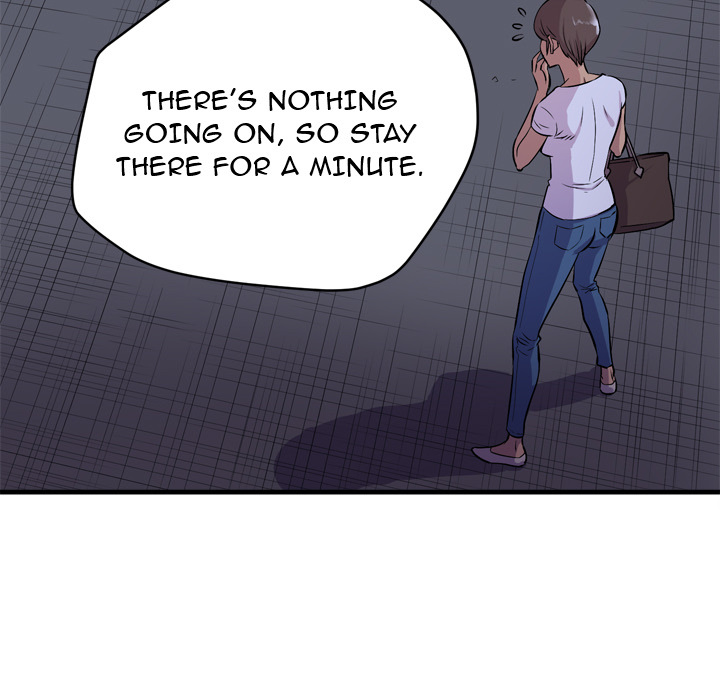 THERE'S NOTHING
GOING ON, SO STAY
THERE FOR A MINUTE.